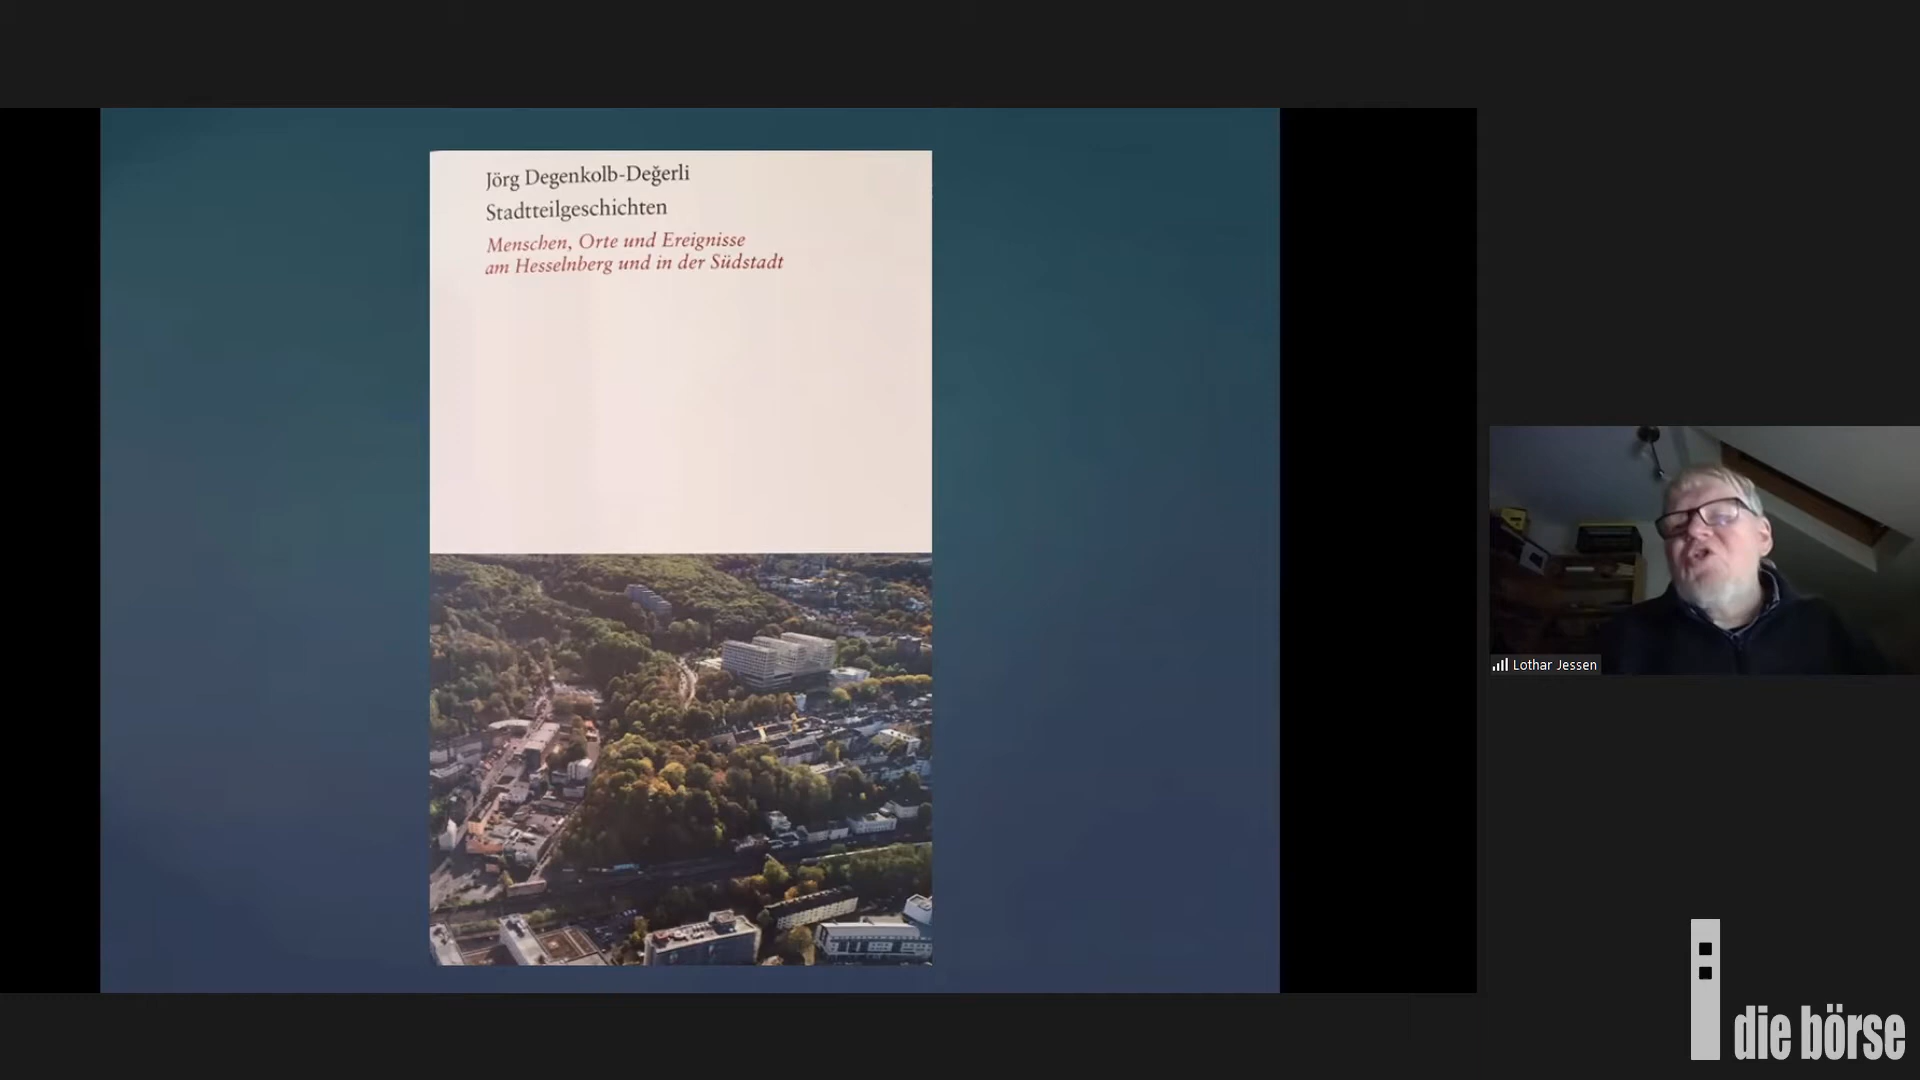 Jörg Degenkolb-Değerli
Stadtteilgeschichten
Menschen, Orte und Ereignisse
am Hesselnberg und in der Südstadt
Lothar Jessen
die börse